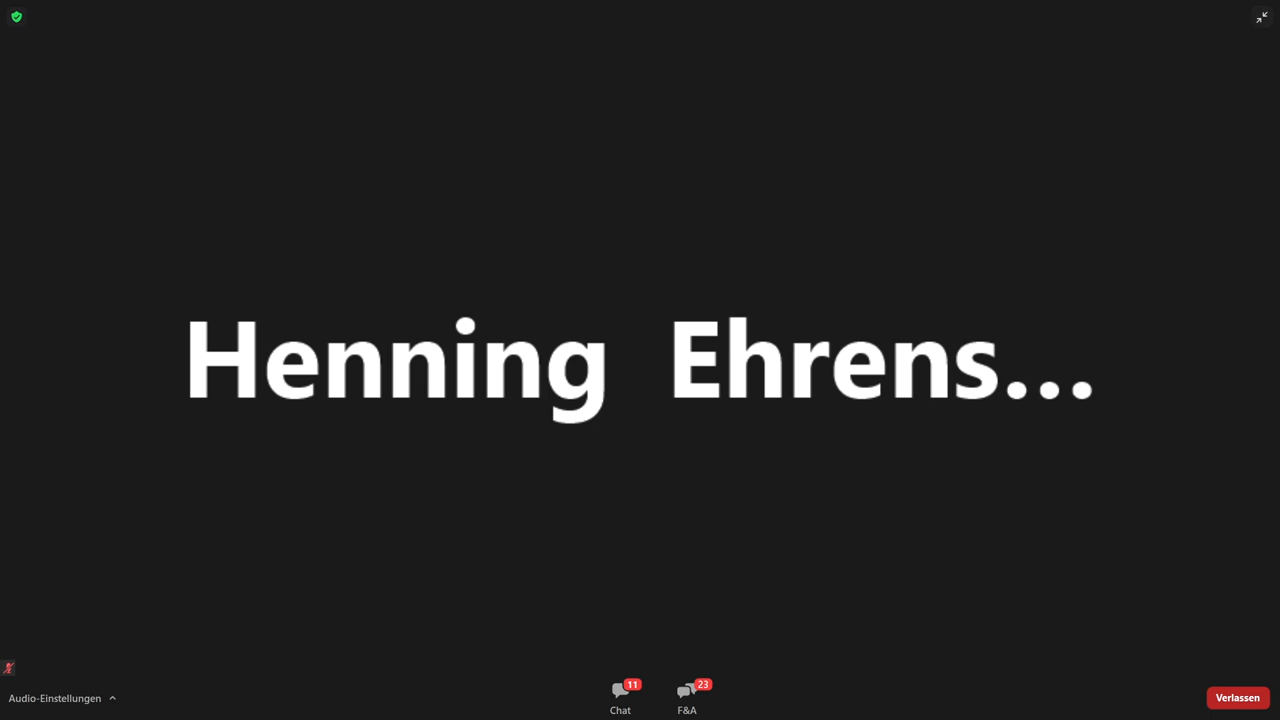 Henning Ehrens...
Audio-Einstellungen
11
Chat
23
F&A
Verlassen